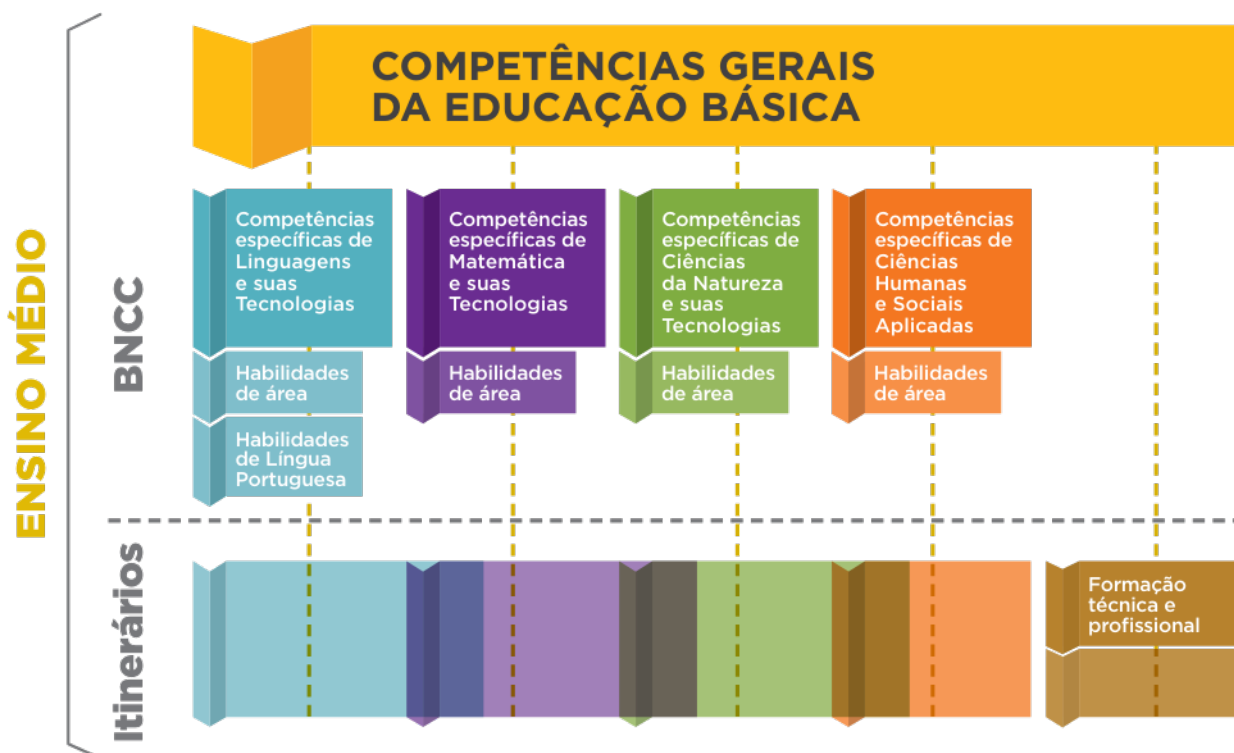 COMPETÊNCIAS GERAIS
DA EDUCAÇÃO BÁSICA
ENSINO MÉDIO
BNCC
Competências
específicas de
Linguagens
e suas
Tecnologias
Habilidades
de área
Habilidades
de Língua
Portuguesa
Competências
específicas de
Matemática
e suas
Tecnologias
Habilidades
de área
Competências
específicas de
Ciências
da Natureza
e suas
Tecnologias
Habilidades
de área
Competências
específicas de
Ciências
Humanas
e Sociais
Aplicadas
Habilidades
de área
Itinerários
Formação
técnica e
profissional